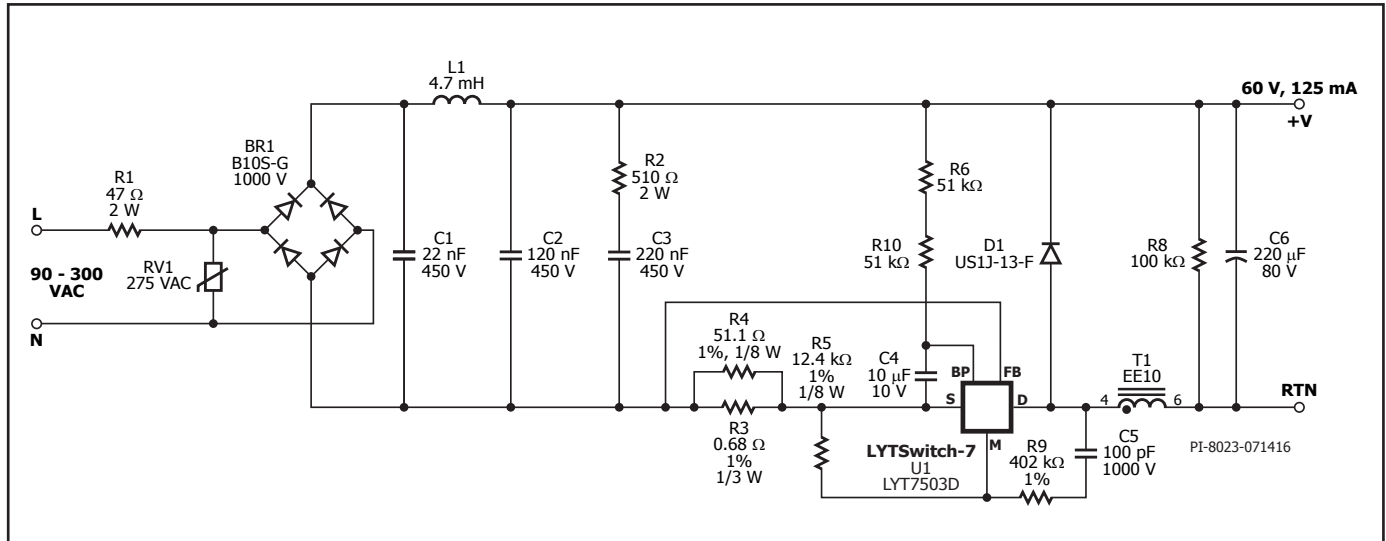 L1
4.7 mH
60 V, 125 mA
+V
BR1
B10S-G
1000 V
R1
47 Ω
2 W
L
R2
510 Ω
2 W
R6
51 kΩ
C1
22 nF
450 V
C2
120 nF
450 V
C3
220 nF
450 V
R10
51 kΩ
D1
US1J-13-F
R8
100 kΩ
C6
220 µF
80 V
90 - 300
VAC
RV1
275 VAC
N
R4
51.1 Ω
1%, 1/8 W
R5
12.4 kΩ
1%
1/8 W
C4
10 µF
10 V
BP
FB
S
D
M
T1
EE10
4
6
RTN
R3
0.68 Ω
1%
1/3 W
LYTSwitch-7
U1
LYT7503D
R9
402 kΩ
1%
C5
100 pF
1000 V
PI-8023-071416